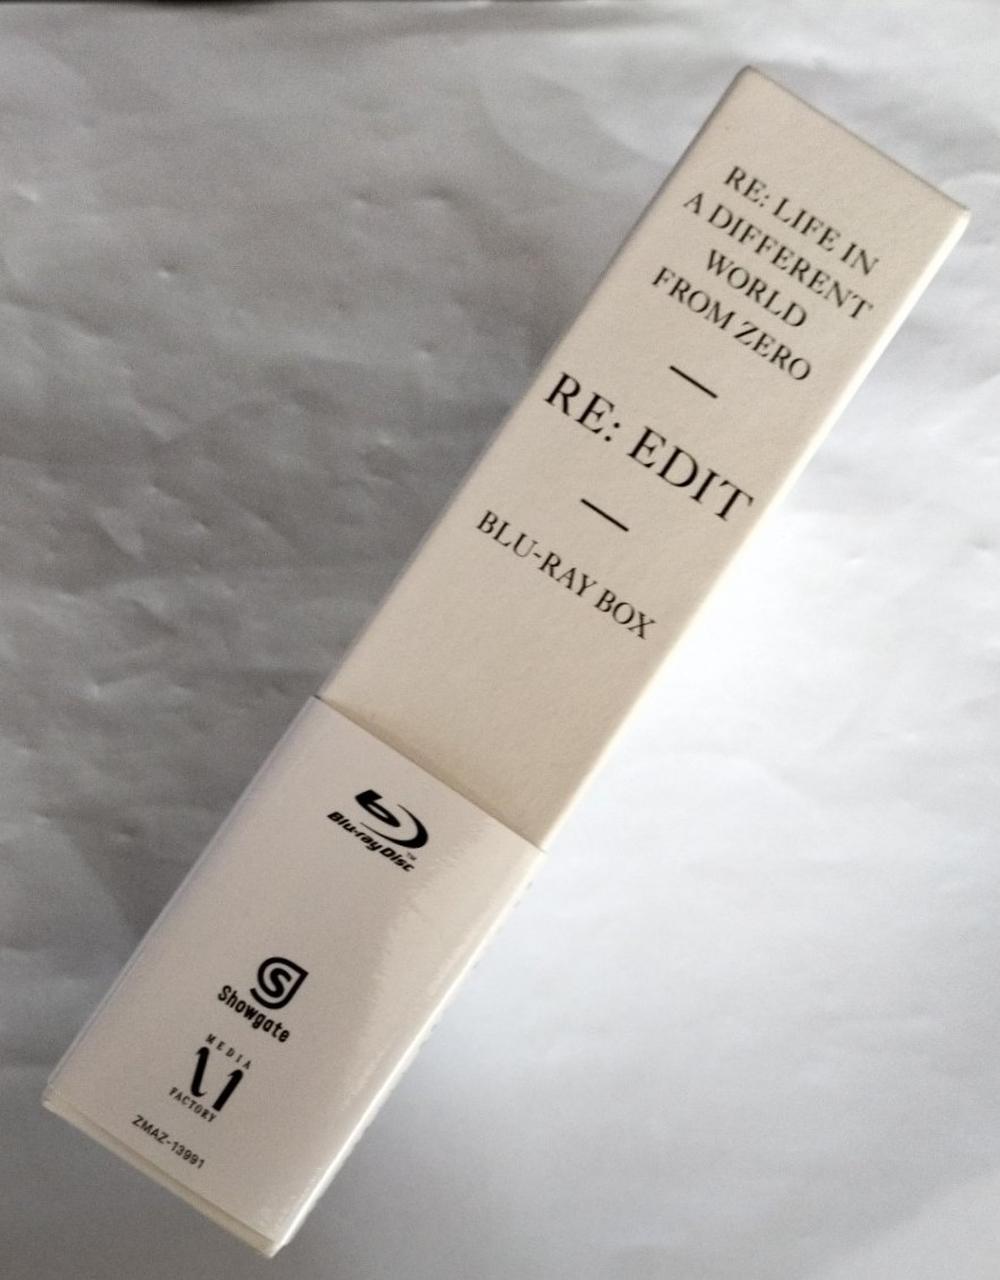 RE: LIFE IN
A DIFFERENT
WORLD
FROM ZERO
RE: EDIT
BLU-RAY BOX
Blu-ray Disc™
Showgate
MEDIA
FACTORY
ZMAZ-13991